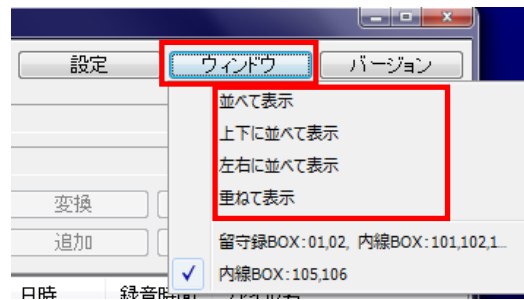 設定 ウィンドウ バージョン
並べて表示
上下に並べて表示
左右に並べて表示
重ねて表示
変換
追加
留守録BOX:01,02, 内線BOX:101,102,1...
✓ 内線BOX:105,106
日時 録音時間